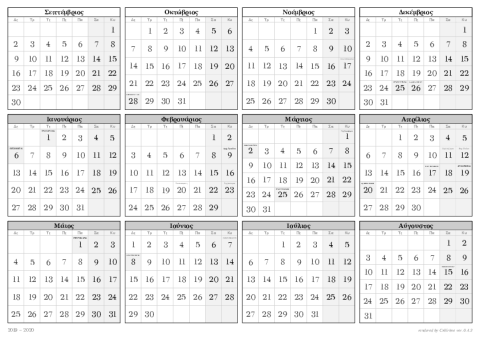 Σεπτέμβριος
Δε Τρ Τε Πε Πα Σα Κυ
1
2 3 4 5 6 7 8
9 10 11 12 13 14 15
16 17 18 19 20 21 22
23 24 25 26 27 28 29
30
Οκτώβριος
Δε Τρ Τε Πε Πα Σα Κυ
1 2 3 4 5 6
7 8 9 10 11 12 13
14 15 16 17 18 19 20
21 22 23 24 25 26 27
28 29 30 31
Νοέμβριος
Δε Τρ Τε Πε Πα Σα Κυ
1 2 3
4 5 6 7 8 9 10
11 12 13 14 15 16 17
18 19 20 21 22 23 24
25 26 27 28 29 30
Δεκέμβριος
Δε Τρ Τε Πε Πα Σα Κυ
1
2 3 4 5 6 7 8
9 10 11 12 13 14 15
16 17 18 19 20 21 22
23 24 25 26 27 28 29
30 31
Ιανουάριος
Δε Τρ Τε Πε Πα Σα Κυ
1 2 3 4 5
6 7 8 9 10 11 12
13 14 15 16 17 18 19
20 21 22 23 24 25 26
27 28 29 30 31
Φεβρουάριος
Δε Τρ Τε Πε Πα Σα Κυ
1 2
3 4 5 6 7 8 9
10 11 12 13 14 15 16
17 18 19 20 21 22 23
24 25 26 27 28 29
Μάρτιος
Δε Τρ Τε Πε Πα Σα Κυ
1
2 3 4 5 6 7 8
9 10 11 12 13 14 15
16 17 18 19 20 21 22
23 24 25 26 27 28 29
30 31
Απρίλιος
Δε Τρ Τε Πε Πα Σα Κυ
1 2 3 4 5
6 7 8 9 10 11 12
13 14 15 16 17 18 19
20 21 22 23 24 25 26
27 28 29 30
Μάιος
Δε Τρ Τε Πε Πα Σα Κυ
1 2 3
4 5 6 7 8 9 10
11 12 13 14 15 16 17
18 19 20 21 22 23 24
25 26 27 28 29 30 31
Ιούνιος
Δε Τρ Τε Πε Πα Σα Κυ
1 2 3 4 5 6 7
8 9 10 11 12 13 14
15 16 17 18 19 20 21
22 23 24 25 26 27 28
29 30
Ιούλιος
Δε Τρ Τε Πε Πα Σα Κυ
1 2 3 4 5
6 7 8 9 10 11 12
13 14 15 16 17 18 19
20 21 22 23 24 25 26
27 28 29 30 31
Αύγουστος
Δε Τρ Τε Πε Πα Σα Κυ
1 2
3 4 5 6 7 8 9
10 11 12 13 14 15 16
17 18 19 20 21 22 23
24 25 26 27 28 29 30
31
2019 - 2020